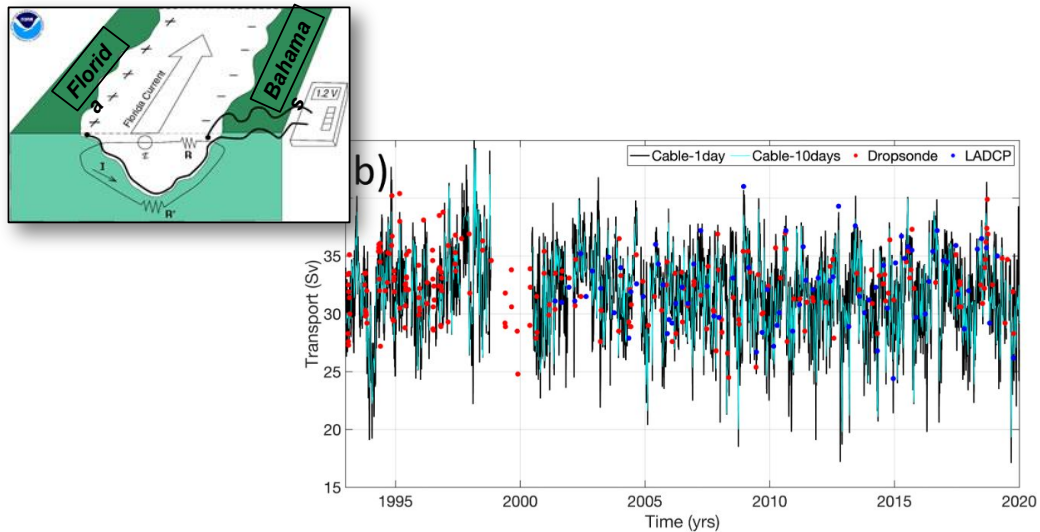 Florid
a
Bahama
s
Florida Current
1.2 V
R
I
R'
b)
Cable-1day Cable-10days Dropsonde LADCP
Transport (Sv)
35
30
25
20
15
1995 2000 2005 2010 2015 2020
Time (yrs)